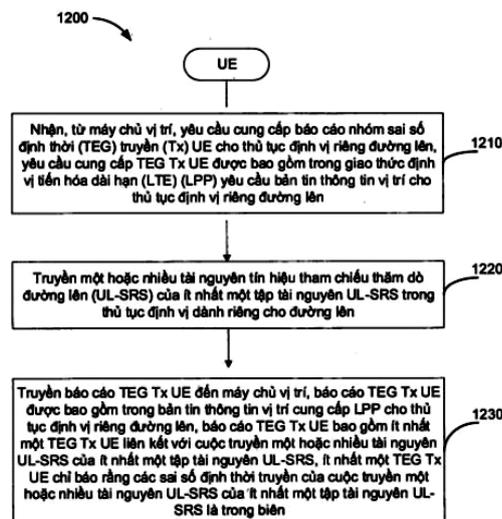 1200
UE
Nhận, từ máy chủ vị trí, yêu cầu cung cấp báo cáo nhóm sai số
định thời (TEG) truyền (Tx) UE cho thủ tục định vị riêng đường lên,
yêu cầu cung cấp TEG Tx UE được bao gồm trong giao thức định
vị tiến hóa dài hạn (LTE) (LPP) yêu cầu bản tin thông tin vị trí cho
thủ tục định vị riêng đường lên
1210
Truyền một hoặc nhiều tài nguyên tín hiệu tham chiếu thăm dò
đường lên (UL-SRS) của ít nhất một tập tài nguyên UL-SRS trong
thủ tục định vị dành riêng cho đường lên
1220
Truyền báo cáo TEG Tx UE đến máy chủ vị trí, báo cáo TEG Tx UE
được bao gồm trong bản tin thông tin vị trí cung cấp LPP cho thủ
tục định vị riêng đường lên, báo cáo TEG Tx UE bao gồm ít nhất
một TEG Tx UE liên kết với cuộc truyền một hoặc nhiều tài nguyên
UL-SRS của ít nhất một tập tài nguyên UL-SRS, ít nhất một TEG Tx
UE chỉ báo rằng các sai số định thời truyền của cuộc truyền một
hoặc nhiều tài nguyên UL-SRS của ít nhất một tập tài nguyên UL-
SRS là trong biên
1230